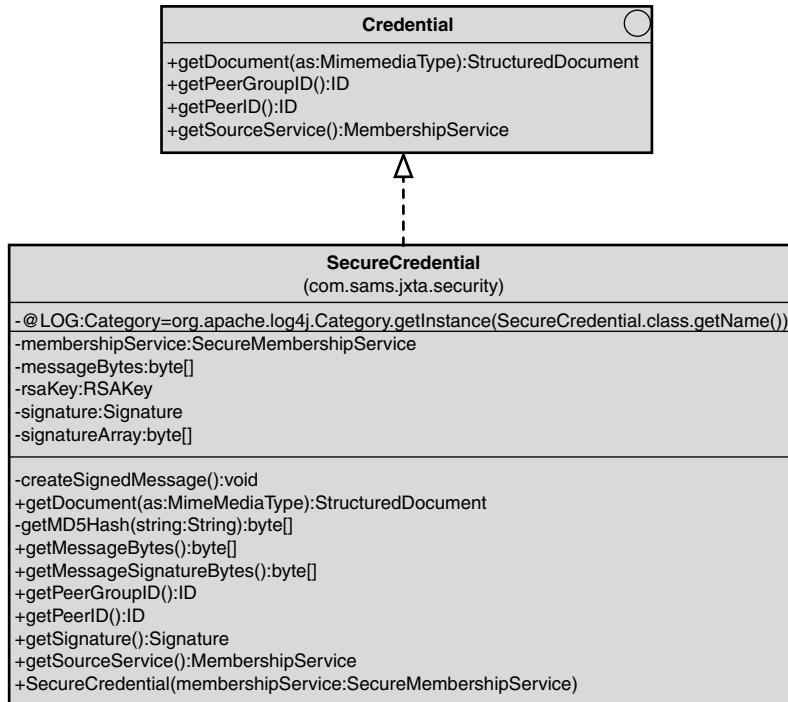 Credential
+getDocument(as:MimemediaType):StructuredDocument
+getPeerGroupID():ID
+getPeerID():ID
+getSourceService():MembershipService
SecureCredential
(com.sams.jxta.security)
-@LOG:Category=org.apache.log4j.Category.getInstance(SecureCredential.class.getName())
-membershipService:SecureMembershipService
-messageBytes:byte[]
-rsaKey:RSAKey
-signature:Signature
-signatureArray:byte[]
-createSignedMessage():void
+getDocument(as:MimeMediaType):StructuredDocument
-getMD5Hash(string:String):byte[]
+getMessageBytes():byte[]
+getMessageSignatureBytes():byte[]
+getPeerGroupID():ID
+getPeerID():ID
+getSignature():Signature
+getSourceService():MembershipService
+SecureCredential(membershipService:SecureMembershipService)